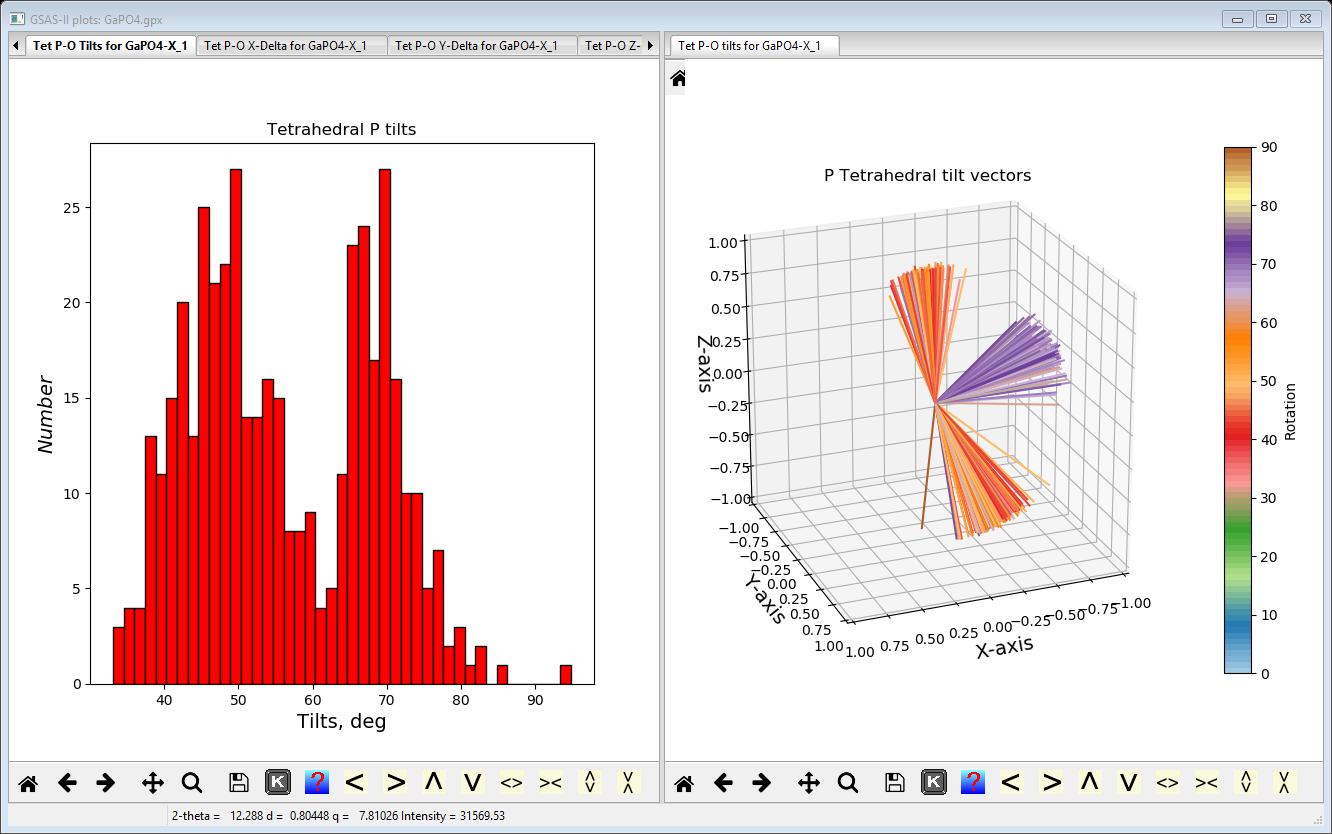 GSAS-II plots: GaPO4.gpx
Tet P-O Tilts for GaPO4-X_1
Tet P-O X-Delta for GaPO4-X_1
Tet P-O Y-Delta for GaPO4-X_1
Tet P-O Z-
Tetrahedral P tilts
Number
25
20
15
10
5
0
40 50 60 70 80 90
Tilts, deg
Tet P-O tilts for GaPO4-X_1
P Tetrahedral tilt vectors
Z-axis
1.00
0.75
0.50
0.25
0.00
−0.25
−0.50
−0.75
−1.00
Y-axis
−1.00
−0.75
−0.50
−0.25
0.00
0.25
0.50
0.75
1.00
1.00 0.75 0.50 0.25 0.00 −0.25 −0.50 −0.75 −1.00
X-axis
90
80
70
60
50
40
30
20
10
0
Rotation
K ? < > Λ V <> ><
K ? < > Λ V <> ><
2-theta = 12.288 d = 0.80448 q = 7.81026 Intensity = 31569.53